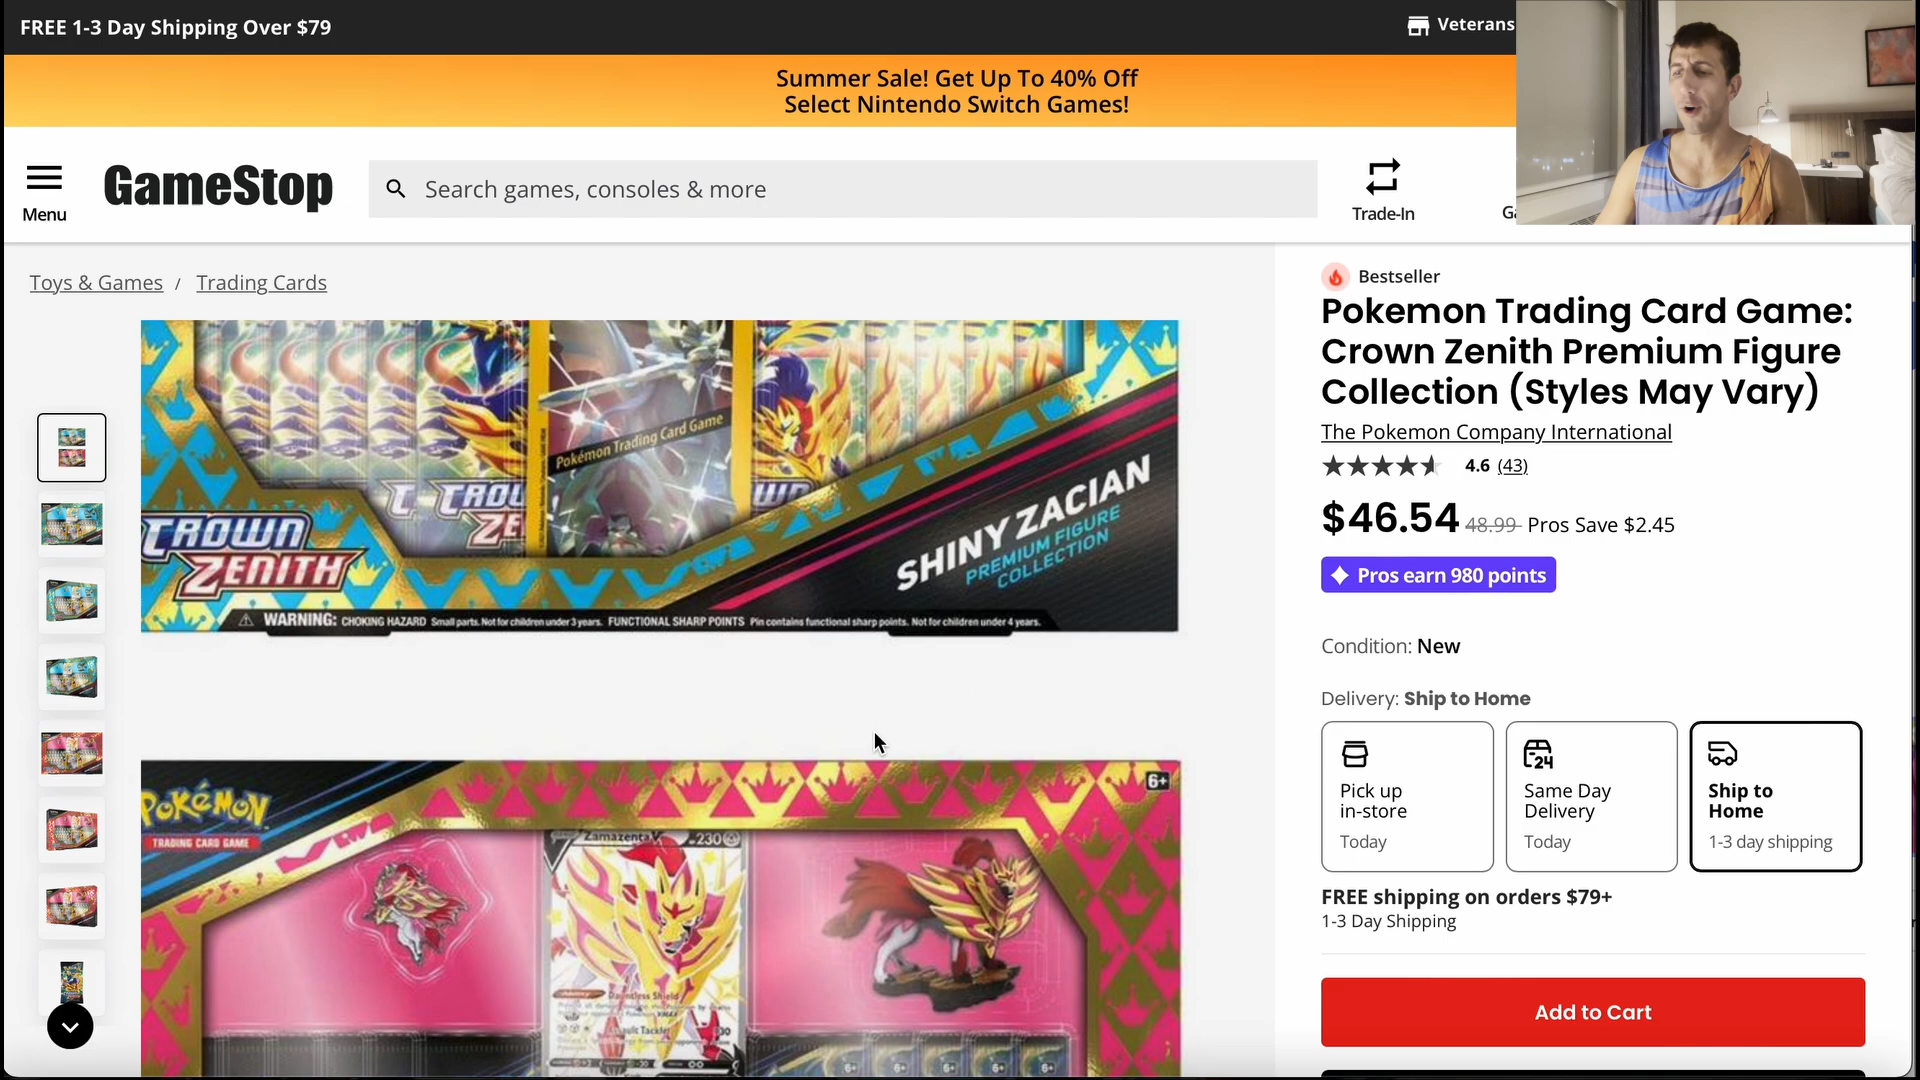 FREE 1-3 Day Shipping Over $79
Veterans
Summer Sale! Get Up To 40% Off
Select Nintendo Switch Games!
Menu
GameStop
Search games, consoles & more
Trade-In
Toys & Games / Trading Cards
Bestseller
Pokemon Trading Card Game:
Crown Zenith Premium Figure
Collection (Styles May Vary)
The Pokemon Company International
4.6 (43)
$46.54 48.99 Pros Save $2.45
Pros earn 980 points
Condition: New
Delivery: Ship to Home
Pick up
in-store
Today
24
Same Day
Delivery
Today
Ship to
Home
1-3 day shipping
FREE shipping on orders $79+
1-3 Day Shipping
Add to Cart
Pokémon Trading Card Game
CROWN
ZENITH
SHINY ZACIAN
PREMIUM FIGURE
COLLECTION
WARNING: CHOKING HAZARD Small parts. Not for children under 3 years. FUNCTIONAL SHARP POINTS Pin contains functional sharp points. Not for children under 4 years.
POKéMON
TRADING CARD GAME
6+
Zamazenta V 230
Dauntless Shield